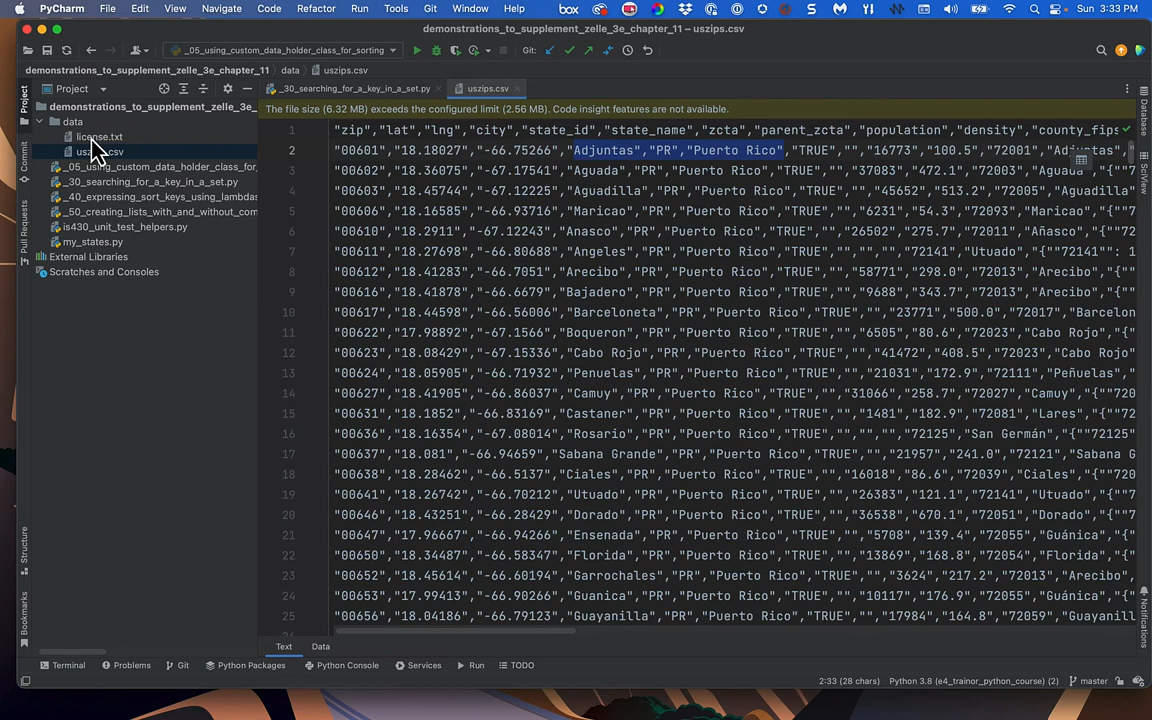 PyCharm File Edit View Navigate Code Refactor Run Tools Git Window Help box Sun 3:33 PM
demonstrations_to_supplement_zelle_3e_chapter_11 – uszips.csv
_05_using_custom_data_holder_class_for_sorting Git:
demonstrations_to_supplement_zelle_3e_chapter_11 data uszips.csv
Project _30_searching_for_a_key_in_a_set.py uszips.csv
demonstrations_to_supplement_zelle_3e_
data
license.txt
_05_using_custom_data_holder_class_for_
_30_searching_for_a_key_in_a_set.py
_40_expressing_sort_keys_using_lambdas
_50_creating_lists_with_and_without_com
is430_unit_test_helpers.py
my_states.py
External Libraries
Scratches and Consoles
The file size (6.32 MB) exceeds the configured limit (2.56 MB). Code insight features are not available.
1 "zip","lat","lng","city","state_id","state_name","zcta","parent_zcta","population","density","county_fips
2 "00601","18.18027","-66.75266","Adjuntas","PR","Puerto Rico","TRUE","","16773","100.5","72001","Adjuntas",
3 "00602","18.36075","-67.17541","Aguada","PR","Puerto Rico","TRUE","","37083","472.1","72003","Aguada
4 "00603","18.45744","-67.12225","Aguadilla","PR","Puerto Rico","TRUE","","45652","513.2","72005","Aguadilla
5 "00606","18.16585","-66.93716","Maricao","PR","Puerto Rico","TRUE","","6231","54.3","72093","Maricao","{""7
6 "00610","18.2911","-67.12243","Anasco","PR","Puerto Rico","TRUE","","26502","275.7","72011","Añasco","{""72
7 "00611","18.27698","-66.80688","Angeles","PR","Puerto Rico","TRUE","","","","72141","Utuado","{""72141"": 1
8 "00612","18.41283","-66.7051","Arecibo","PR","Puerto Rico","TRUE","","58771","298.0","72013","Arecibo","{""
9 "00616","18.41878","-66.6679","Bajadero","PR","Puerto Rico","TRUE","","9688","343.7","72013","Arecibo","{""
10 "00617","18.44598","-66.56006","Barceloneta","PR","Puerto Rico","TRUE","","23771","500.0","72017","Barcelon
11 "00622","17.98892","-67.1566","Boqueron","PR","Puerto Rico","TRUE","","6505","80.6","72023","Cabo Rojo","{"
12 "00623","18.08429","-67.15336","Cabo Rojo","PR","Puerto Rico","TRUE","","41472","408.5","72023","Cabo Rojo"
13 "00624","18.05905","-66.71932","Penuelas","PR","Puerto Rico","TRUE","","21031","172.9","72111","Peñuelas","
14 "00627","18.41906","-66.86037","Camuy","PR","Puerto Rico","TRUE","","31066","258.7","72027","Camuy","{""720
15 "00631","18.1852","-66.83169","Castaner","PR","Puerto Rico","TRUE","","1481","182.9","72081","Lares","{""72
16 "00636","18.16354","-67.08014","Rosario","PR","Puerto Rico","TRUE","","","","72125","San Germán","{""72125"
17 "00637","18.081","-66.94659","Sabana Grande","PR","Puerto Rico","TRUE","","21957","241.0","72121","Sabana G
18 "00638","18.28462","-66.5137","Ciales","PR","Puerto Rico","TRUE","","16018","86.6","72039","Ciales","{""720
19 "00641","18.26742","-66.70212","Utuado","PR","Puerto Rico","TRUE","","26383","121.1","72141","Utuado","{""7
20 "00646","18.43251","-66.28429","Dorado","PR","Puerto Rico","TRUE","","36538","670.1","72051","Dorado","{""7
21 "00647","17.96667","-66.94266","Ensenada","PR","Puerto Rico","TRUE","","5708","139.4","72055","Guánica","{"
22 "00650","18.34487","-66.58347","Florida","PR","Puerto Rico","TRUE","","13869","168.8","72054","Florida","{"
23 "00652","18.45614","-66.60194","Garrochales","PR","Puerto Rico","TRUE","","3624","217.2","72013","Arecibo",
24 "00653","17.99413","-66.90266","Guanica","PR","Puerto Rico","TRUE","","10117","176.9","72055","Guánica","{"
25 "00656","18.04186","-66.79123","Guayanilla","PR","Puerto Rico","TRUE","","17984","164.8","72059","Guayanill
Text Data
Terminal Problems Git Python Packages Python Console Services Run TODO
2:33 (28 chars) Python 3.8 (e4_trainor_python_course) (2) master
Project
Commit
Pull Requests
Structure
Bookmarks
Database
SciView
Notifications